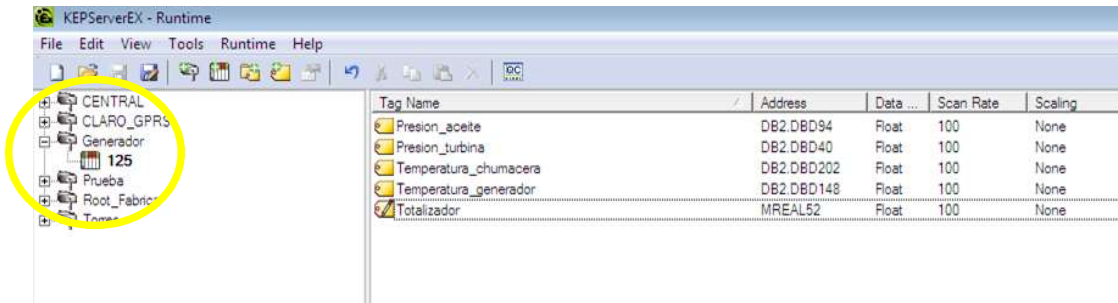 KEPServerEX - Runtime
File Edit View Tools Runtime Help
QC
CENTRAL
CLARO_GPRS
Generador
125
Prueba
Root_Fabrica
Tag Name Address Data ... Scan Rate Scaling
Presion_aceite DB2.DBD94 Float 100 None
Presion_turbina DB2.DBD40 Float 100 None
Temperatura_chumacera DB2.DBD202 Float 100 None
Temperatura_generador DB2.DBD148 Float 100 None
Totalizador MREAL52 Float 100 None